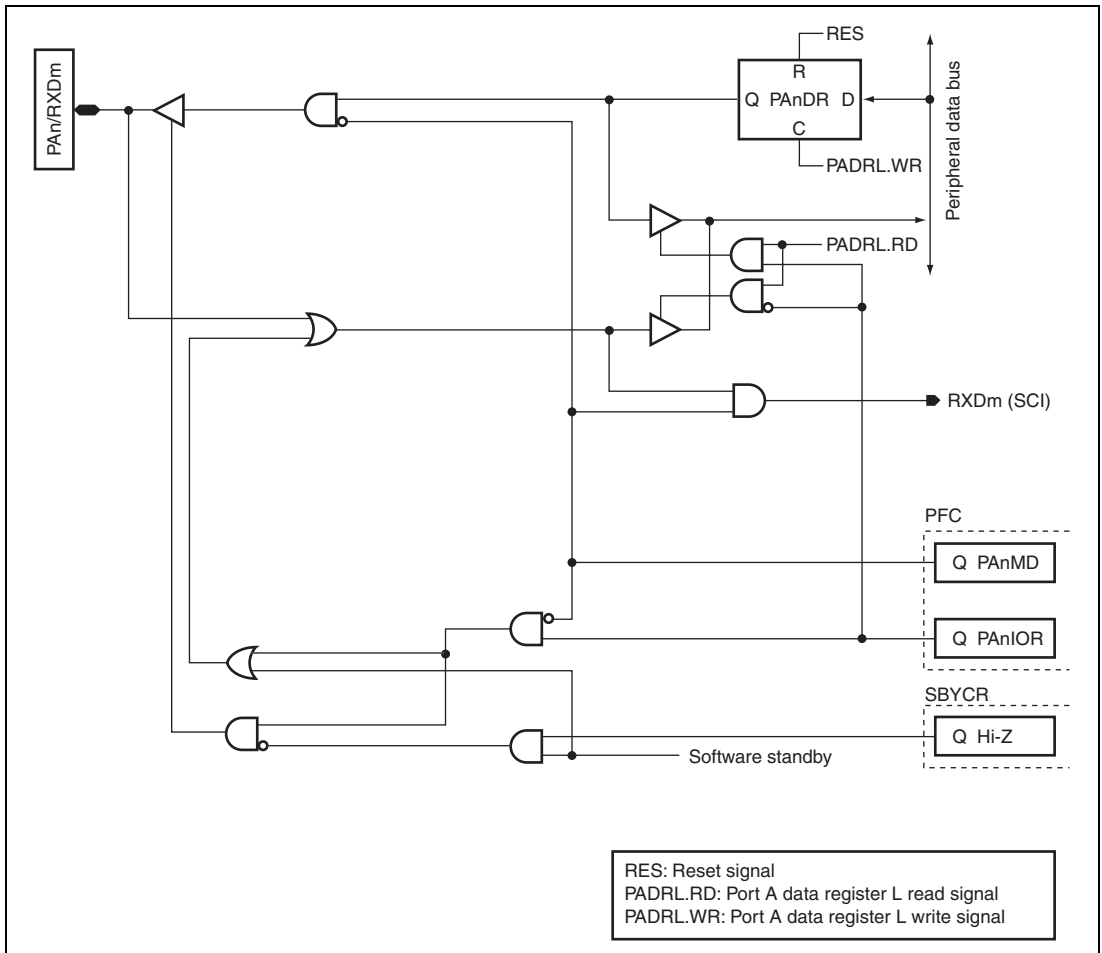 RES
R
Q PAnDR D
C
PADRL.WR
Peripheral data bus
PAn/RXDm
PADRL.RD
RXDm (SCI)
PFC
Q PAnMD
Q PAnIOR
SBYCR
Q Hi-Z
Software standby
RES: Reset signal
PADRL.RD: Port A data register L read signal
PADRL.WR: Port A data register L write signal